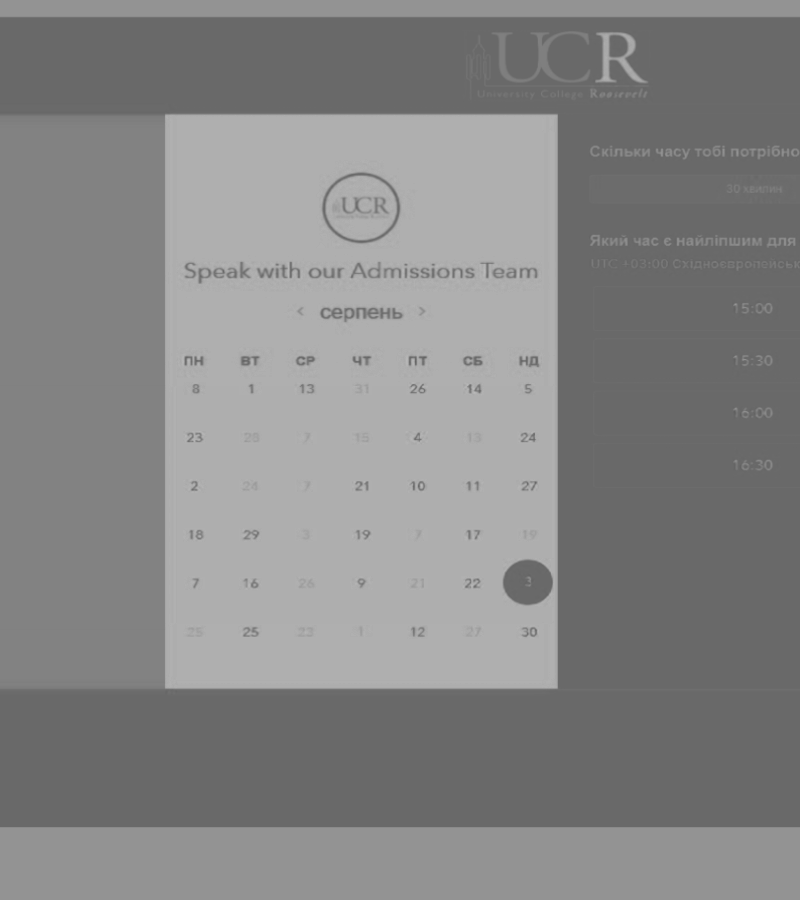 UCR
University College Roosevelt
UCR
Speak with our Admissions Team
‹ серпень ›
ПН ВТ СР ЧТ ПТ СБ НД
8 1 13 31 26 14 5
23 28 7 15 14 13 24
2 24 7 21 10 11 27
18 29 3 19 7 17 19
7 16 26 9 21 22 3
25 25 23 1 12 27 30
Скільки часу тобі потрібно
30 хвилин
Який час є найліпшим для
UTC +03:00 Східноєвропейськ
15:00
15:30
16:00
16:30